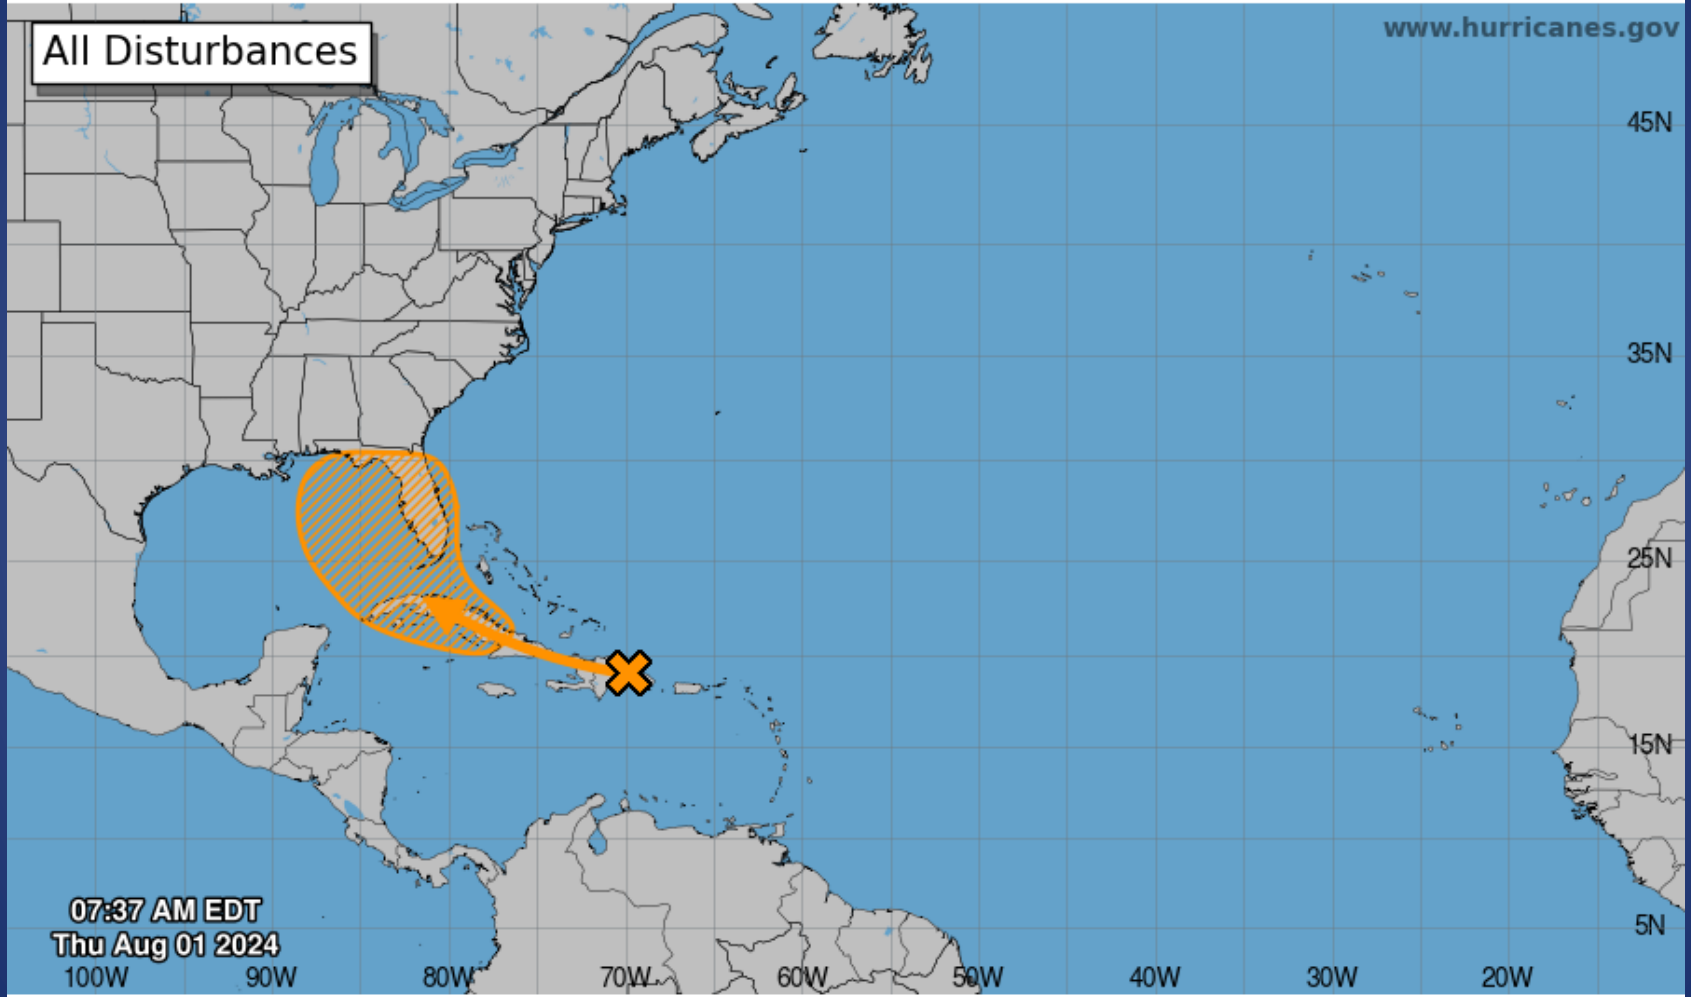 All Disturbances
www.hurricanes.gov
45N
35N
25N
15N
5N
07:37 AM EDT
Thu Aug 01 2024
100W 90W 80W 70W 60W 50W 40W 30W 20W